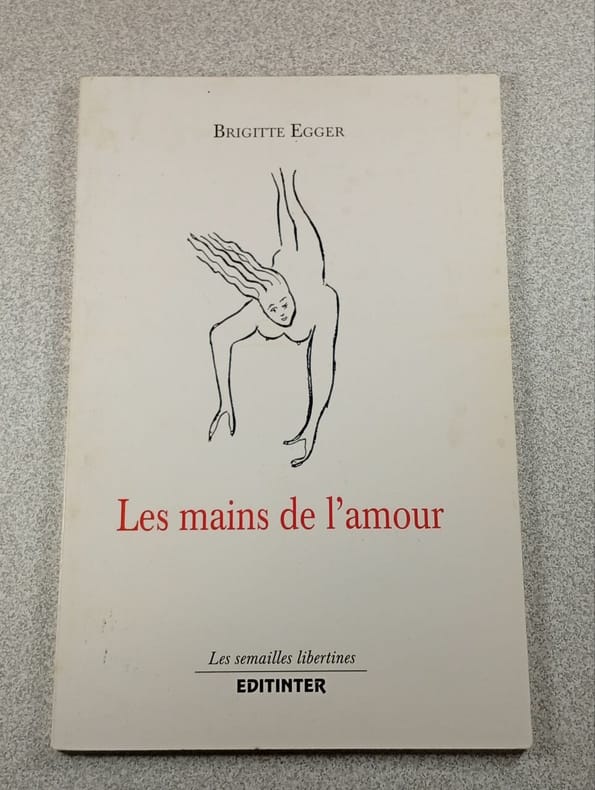 Brigitte Egger
Les mains de l'amour
Les semailles libertines
EDITINTER